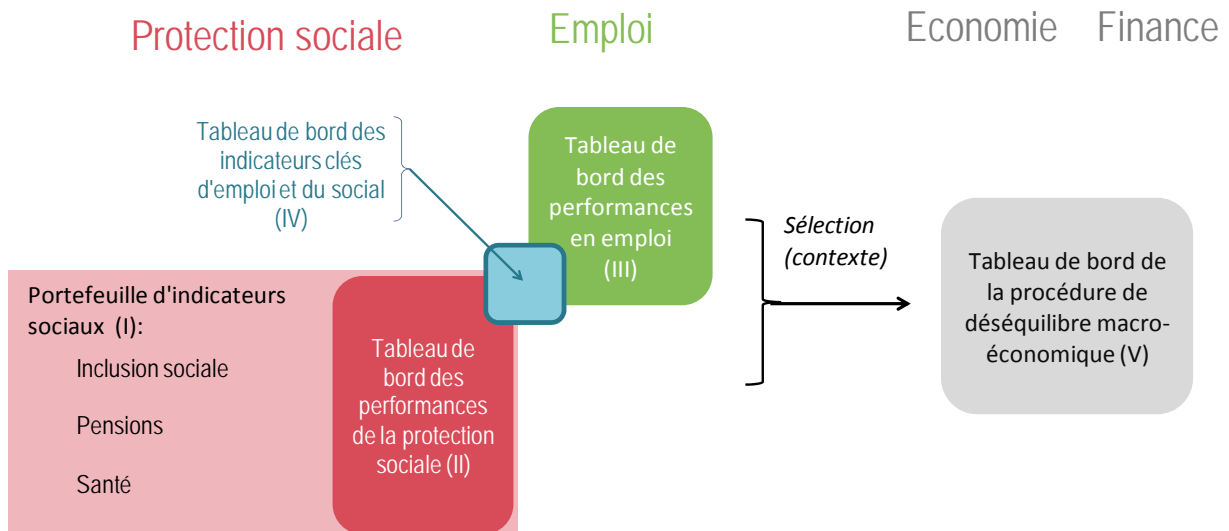 Protection sociale
Emploi
Economie Finance
Tableau de bord des
indicateurs clés
d'emploi et du social
(IV)
Tableau de
bord des
performances
en emploi
(III)
Sélection
(contexte)
Tableau de bord de
la procédure de
déséquilibre macro-
économique (V)
Portefeuille d'indicateurs
sociaux (I):
Inclusion sociale
Pensions
Santé
Tableau de
bord des
performances
de la protection
sociale (II)